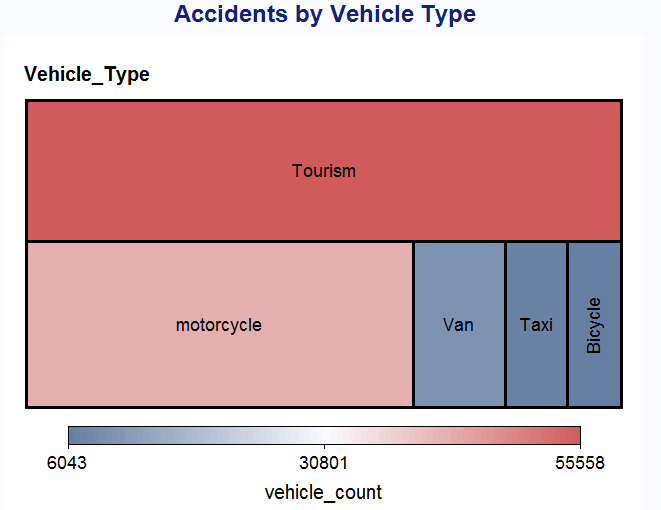 Accidents by Vehicle Type
Vehicle_Type
Tourism
motorcycle
Van
Taxi
Bicycle
6043
30801
55558
vehicle_count